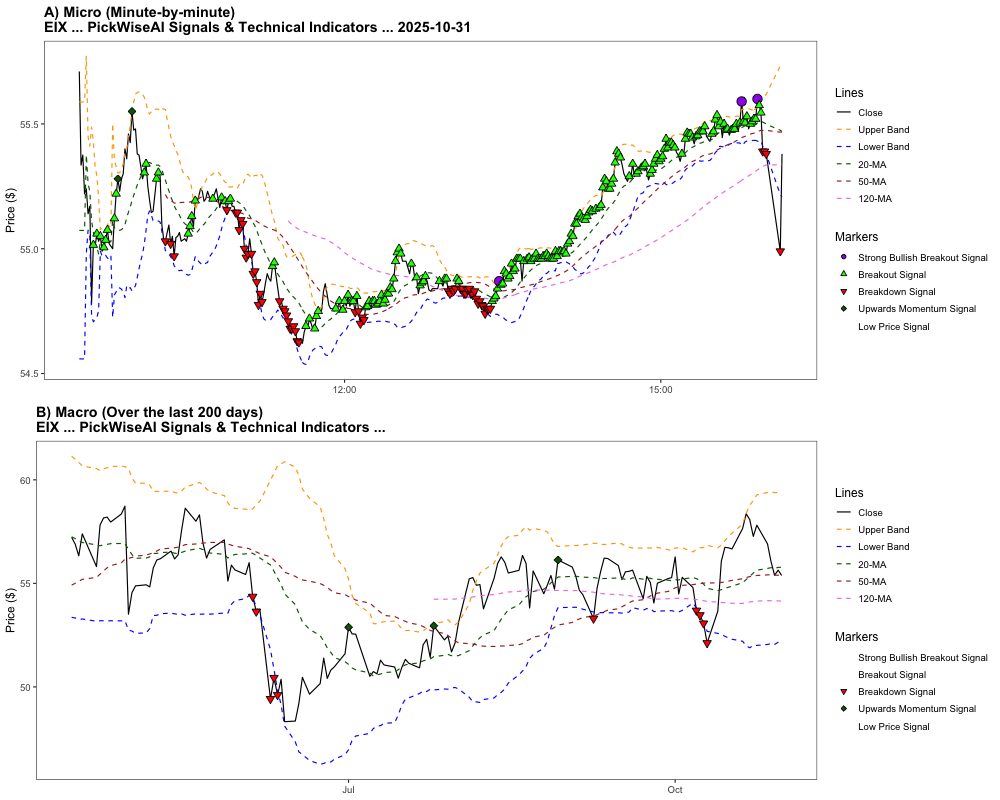 A) Micro (Minute-by-minute)
EIX ... PickWiseAI Signals & Technical Indicators ... 2025-10-31
Price ($)
55.5
55.0
54.5
12:00
15:00
Lines
Close
Upper Band
Lower Band
20-MA
50-MA
120-MA
Markers
Strong Bullish Breakout Signal
Breakout Signal
Breakdown Signal
Upwards Momentum Signal
Low Price Signal
B) Macro (Over the last 200 days)
EIX ... PickWiseAI Signals & Technical Indicators ...
Price ($)
60
55
50
Jul
Oct
Lines
Close
Upper Band
Lower Band
20-MA
50-MA
120-MA
Markers
Strong Bullish Breakout Signal
Breakout Signal
Breakdown Signal
Upwards Momentum Signal
Low Price Signal